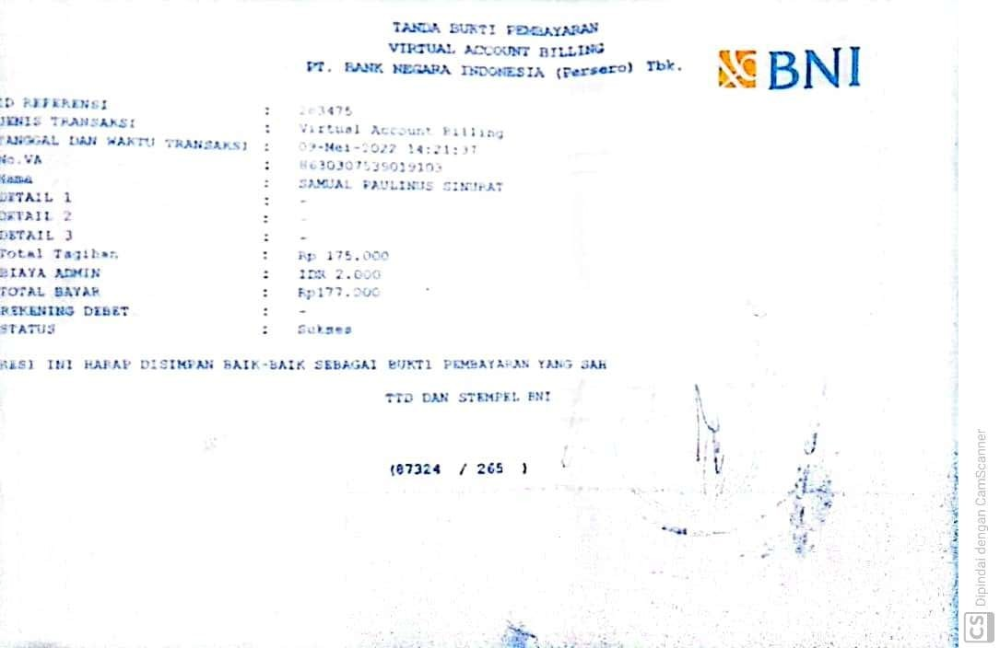 TANDA BUKTI PEMBAYARAN
VIRTUAL ACCOUNT BILLING
PT. BANK NEGARA INDONESIA (Persero) Tbk.
BNI
ID REFERENSI :
JENIS TRANSAKSI : Virtual Account Billing
TANGGAL DAN WAKTU TRANSAKSI : 09-Mei-2022 14:21:37
No.VA : 8630307539019103
Nama : SAMUAL PAULINUS SINURAT
DETAIL 1 : -
DETAIL 2 : -
DETAIL 3 : -
Total Tagihan : Rp 175.000
BIAYA ADMIN : IDR 2.000
TOTAL BAYAR : Rp177.000
REKENING DEBET : -
STATUS : Sukses
RESI INI HARAP DISIMPAN BAIK-BAIK SEBAGAI BUKTI PEMBAYARAN YANG SAH
TTD DAN STEMPEL BNI
(87324 / 265 )
CS Dipindai dengan CamScanner